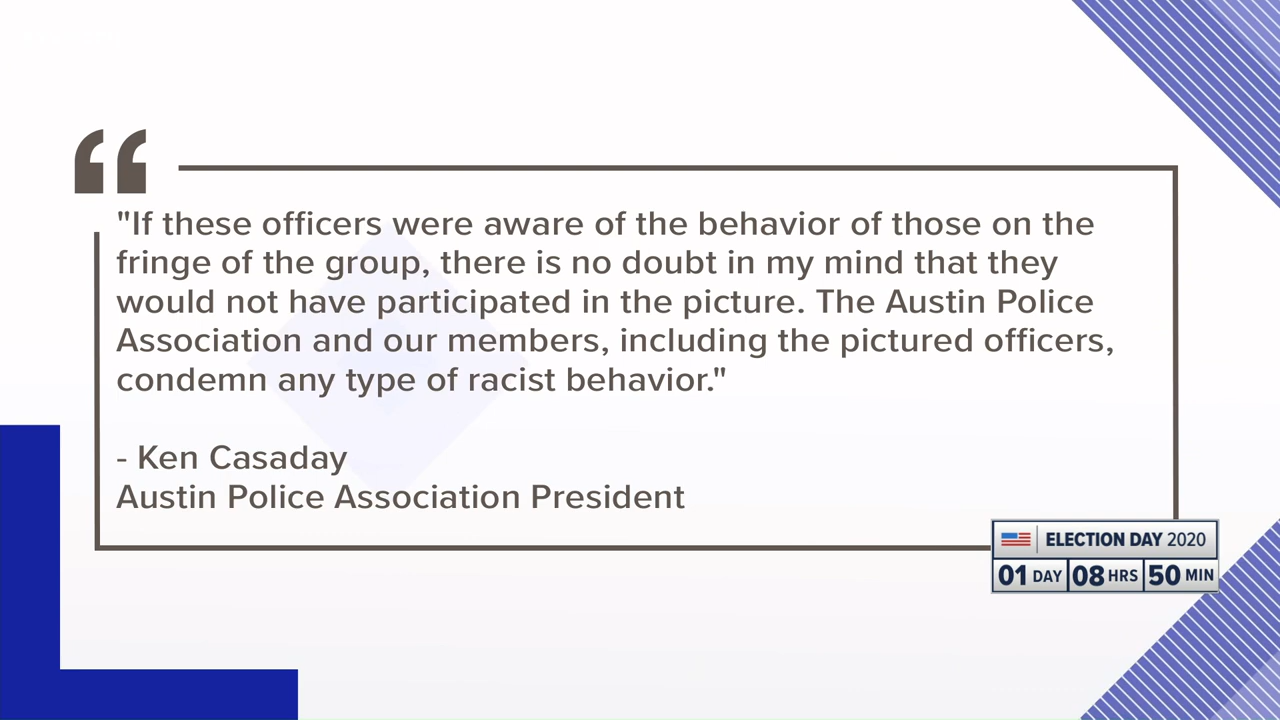 "If these officers were aware of the behavior of those on the
fringe of the group, there is no doubt in my mind that they
would not have participated in the picture. The Austin Police
Association and our members, including the pictured officers,
condemn any type of racist behavior."
- Ken Casaday
Austin Police Association President
ELECTION DAY 2020
01 DAY 08 HRS 50 MIN